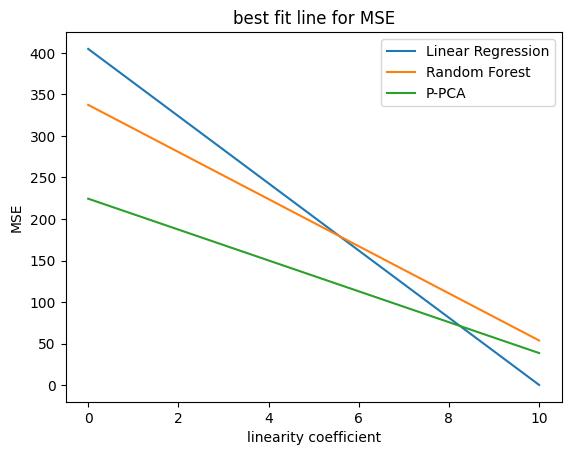 best fit line for MSE
Linear Regression
Random Forest
P-PCA
MSE
400
350
300
250
200
150
100
50
0
0 2 4 6 8 10
linearity coefficient